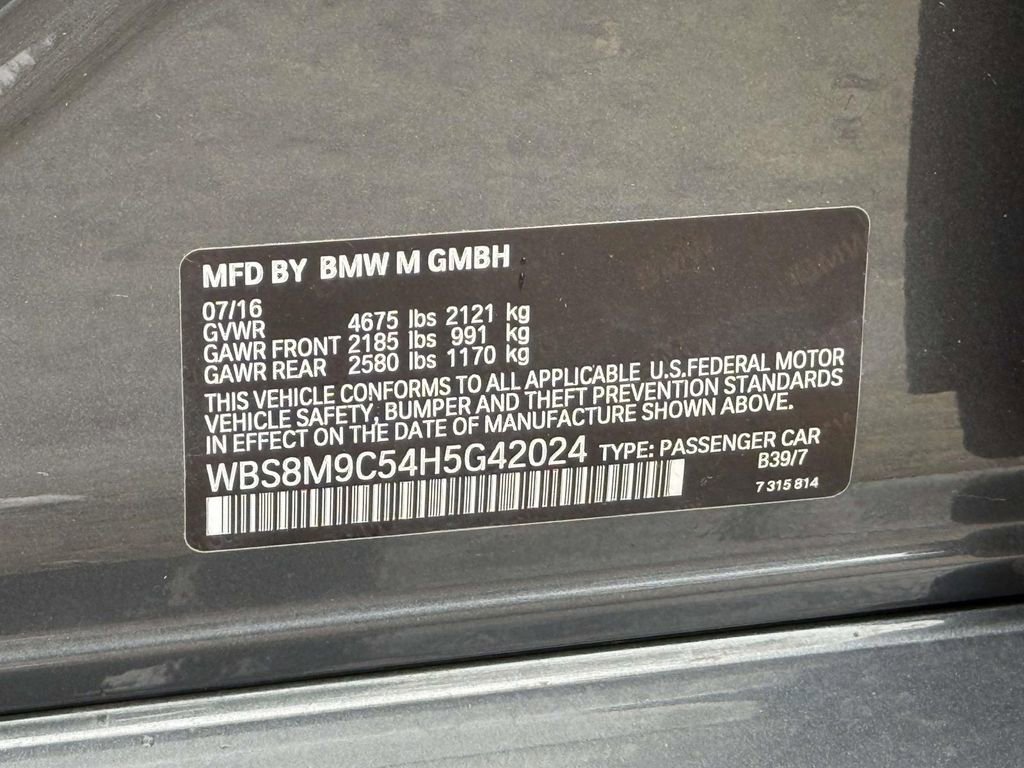 MFD BY BMW M GMBH
07/16
GVWR 4675 lbs 2121 kg
GAWR FRONT 2185 lbs 991 kg
GAWR REAR 2580 lbs 1170 kg
THIS VEHICLE CONFORMS TO ALL APPLICABLE U.S.FEDERAL MOTOR
VEHICLE SAFETY, BUMPER AND THEFT PREVENTION STANDARDS
IN EFFECT ON THE DATE OF MANUFACTURE SHOWN ABOVE.
WBS8M9C54H5G42024 TYPE: PASSENGER CAR
B39/7
7 315 814